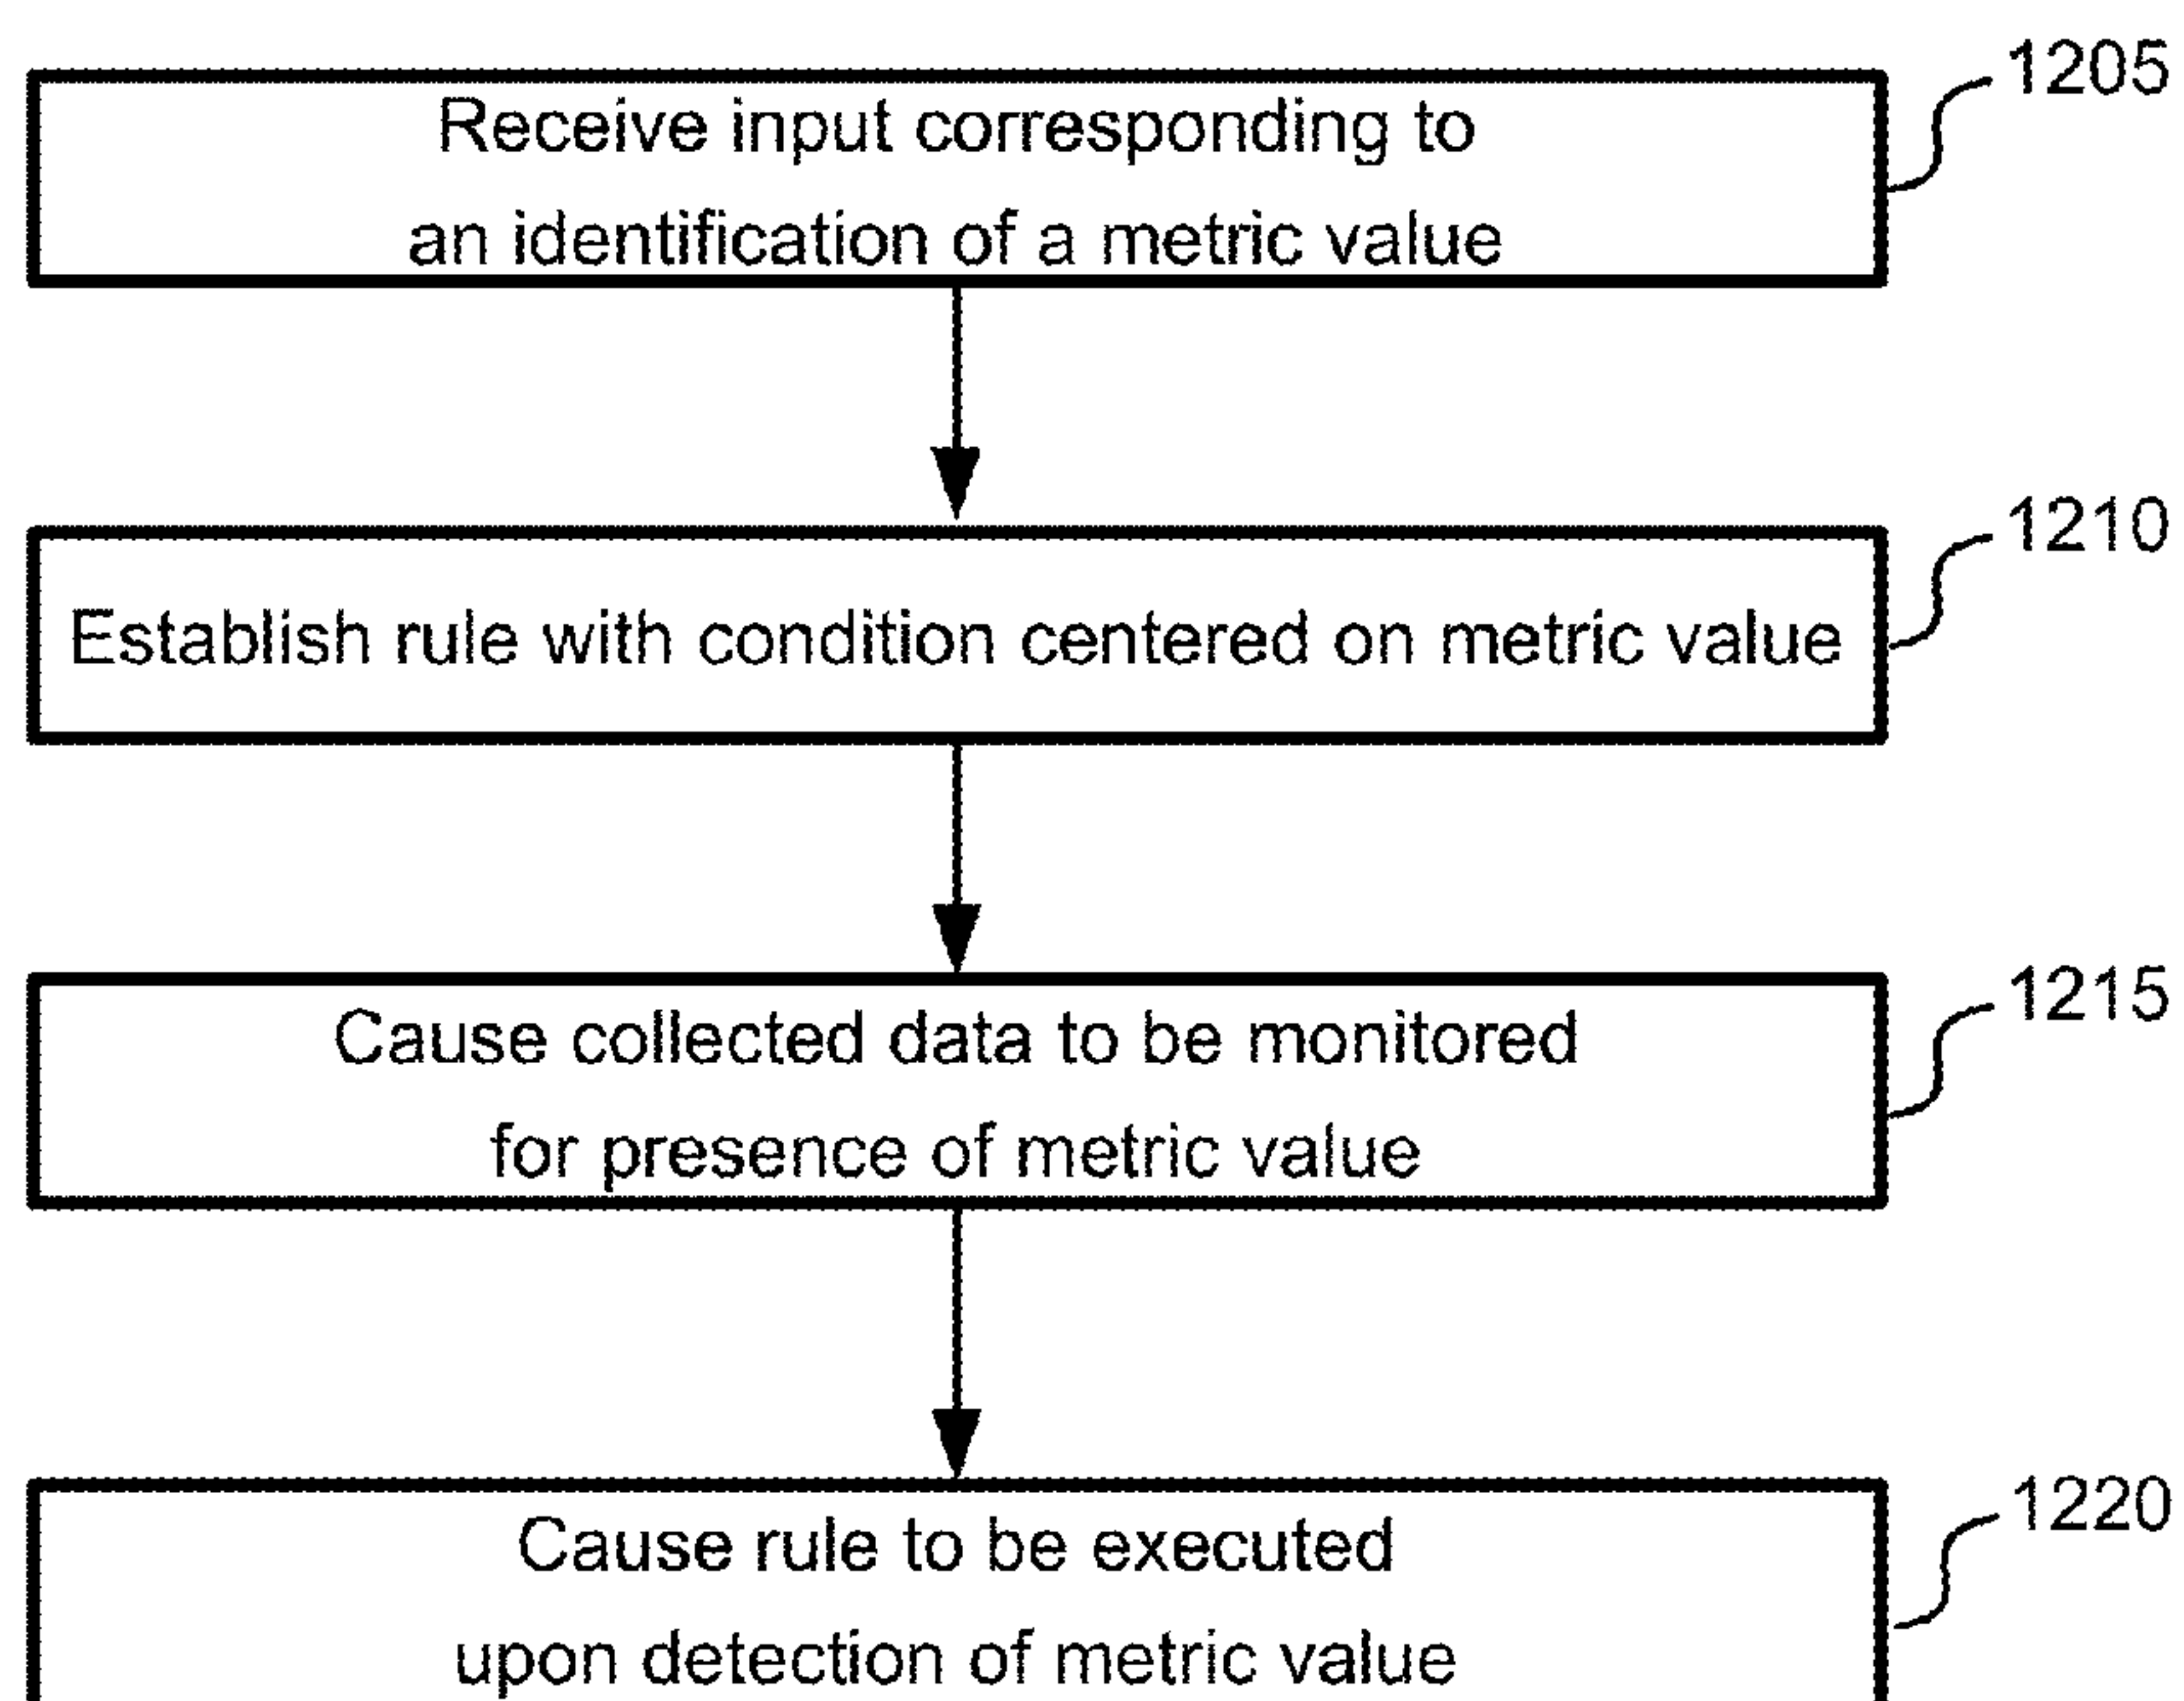 1205
Receive input corresponding to
an identification of a metric value
1210
Establish rule with condition centered on metric value
1215
Cause collected data to be monitored
for presence of metric value
1220
Cause rule to be executed
upon detection of metric value